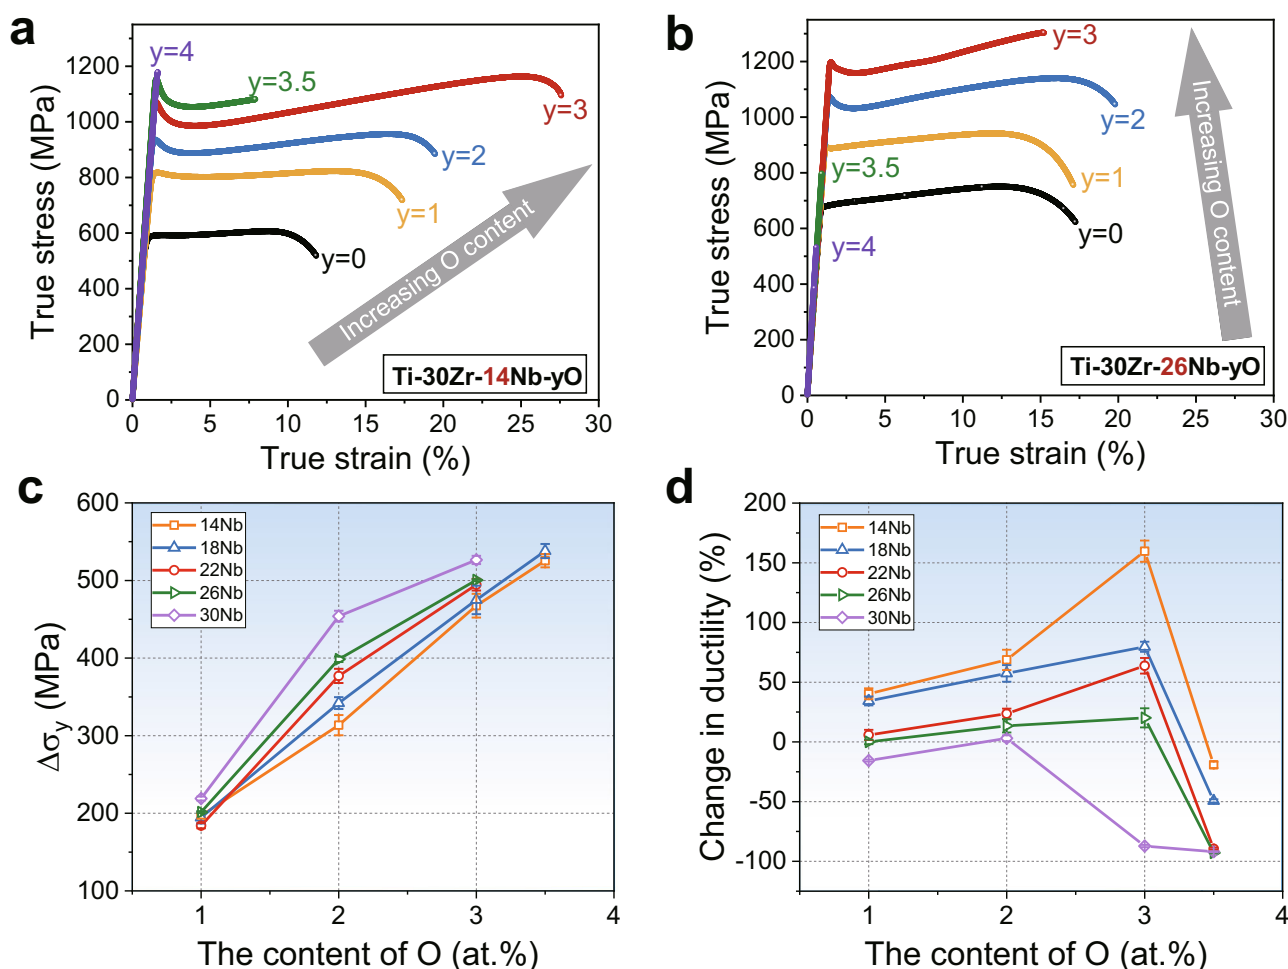 a
True stress (MPa)
1200
1000
800
600
400
200
0
y=4
y=3.5
y=3
y=2
y=1
y=0
Increasing O content
Ti-30Zr-14Nb-yO
0 5 10 15 20 25 30
True strain (%)
b
True stress (MPa)
1200
1000
800
600
400
200
0
y=3
y=2
y=3.5
y=1
y=4
y=0
Increasing O content
Ti-30Zr-26Nb-yO
0 5 10 15 20 25 30
True strain (%)
c
Δσy (MPa)
600
500
400
300
200
100
14Nb
18Nb
22Nb
26Nb
30Nb
1 2 3 4
The content of O (at.%)
d
Change in ductility (%)
200
150
100
50
0
-50
-100
14Nb
18Nb
22Nb
26Nb
30Nb
1 2 3 4
The content of O (at.%)